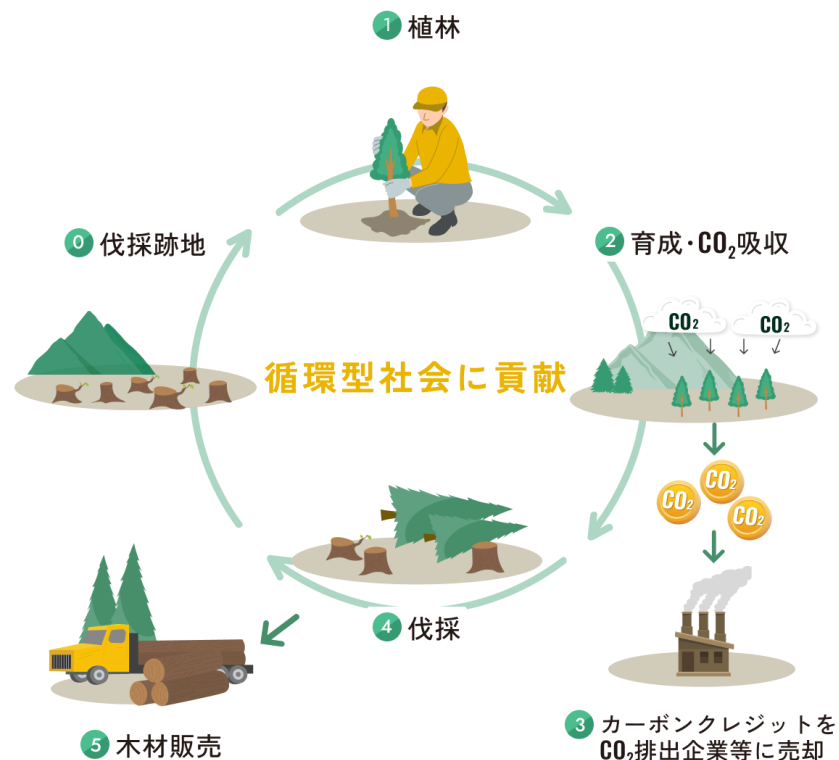 1 植林
0 伐採跡地
2 育成・CO₂吸収
CO₂
CO₂
循環型社会に貢献
CO₂
CO₂
CO₂
4 伐採
5 木材販売
3 カーボンクレジットを
CO₂排出企業等に売却